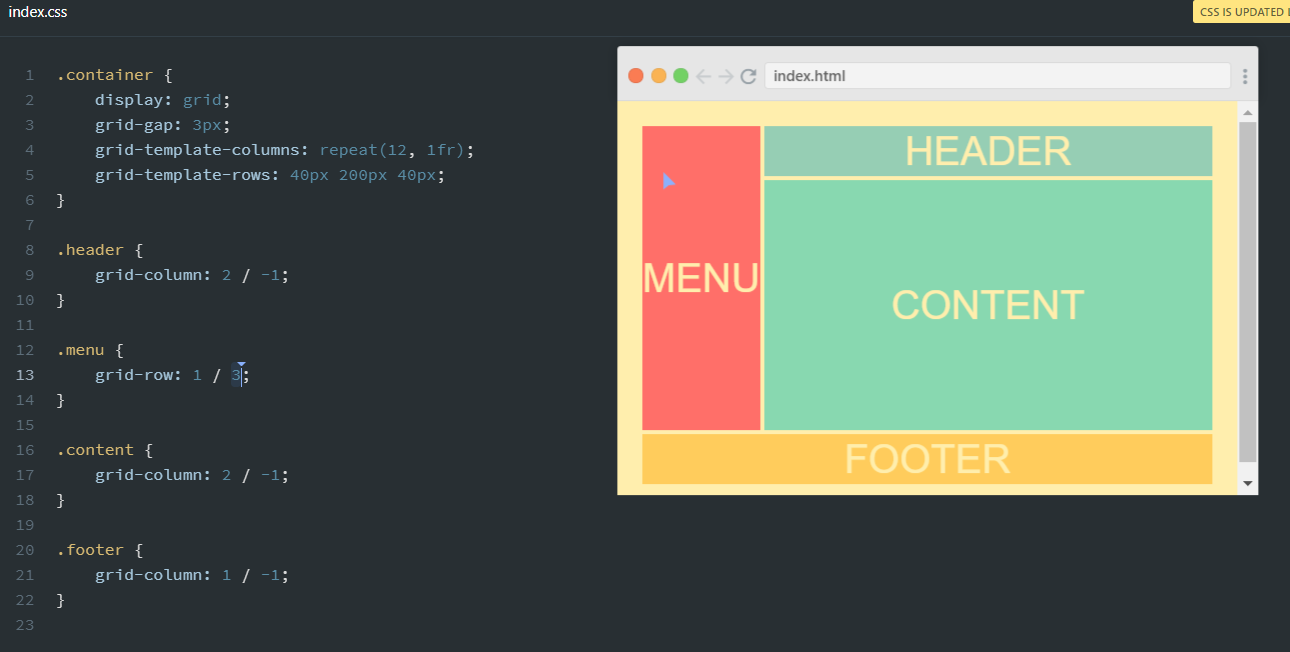 index.css
CSS IS UPDATED
1 .container {
2 display: grid;
3 grid-gap: 3px;
4 grid-template-columns: repeat(12, 1fr);
5 grid-template-rows: 40px 200px 40px;
6 }
7
8 .header {
9 grid-column: 2 / -1;
10 }
11
12 .menu {
13 grid-row: 1 / 3;
14 }
15
16 .content {
17 grid-column: 2 / -1;
18 }
19
20 .footer {
21 grid-column: 1 / -1;
22 }
23
index.html
HEADER
MENU
CONTENT
FOOTER